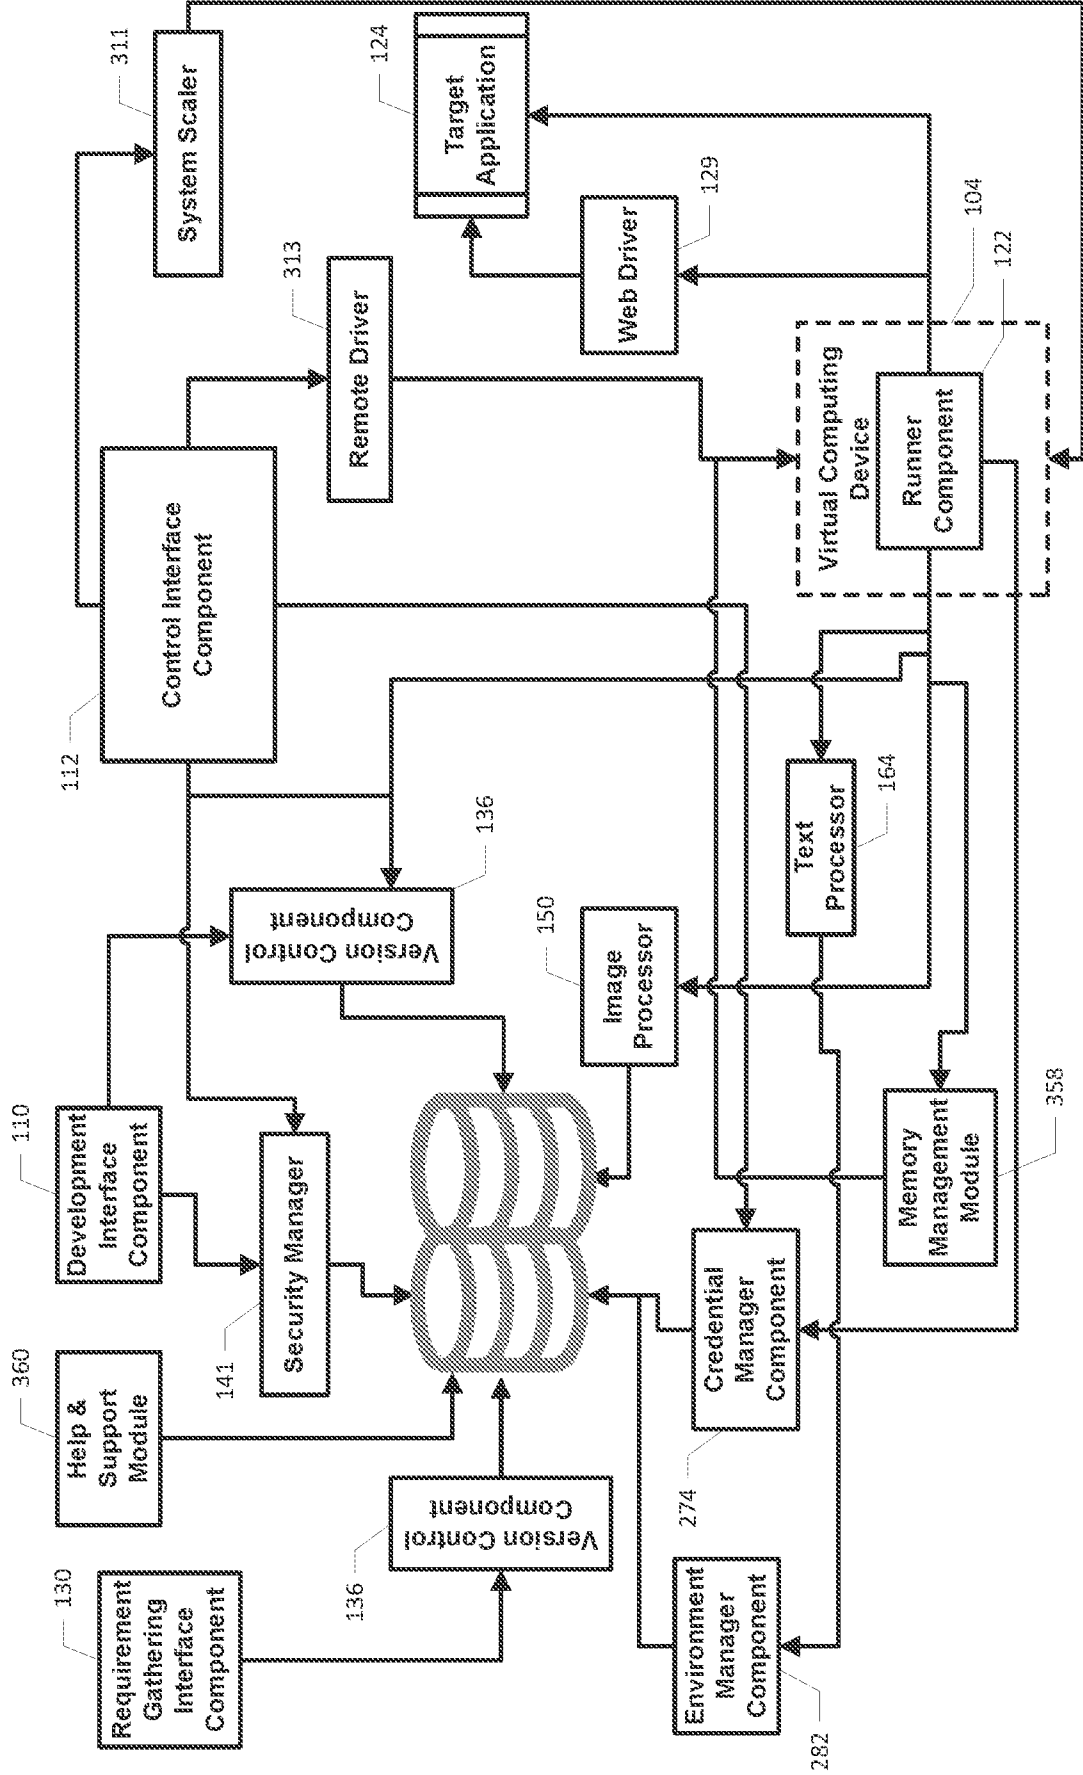 130
Requirement
Gathering
Interface
Component
360
Help &
Support
Module
110
Development
Interface
Component
112
Control Interface
Component
311
System Scaler
141
Security Manager
136
Version Control
Component
136
Version Control
Component
313
Remote Driver
124
Target
Application
150
Image
Processor
129
Web Driver
282
Environment
Manager
Component
274
Credential
Manager
Component
164
Text
Processor
104
Virtual Computing
Device
122
Runner
Component
358
Memory
Management
Module